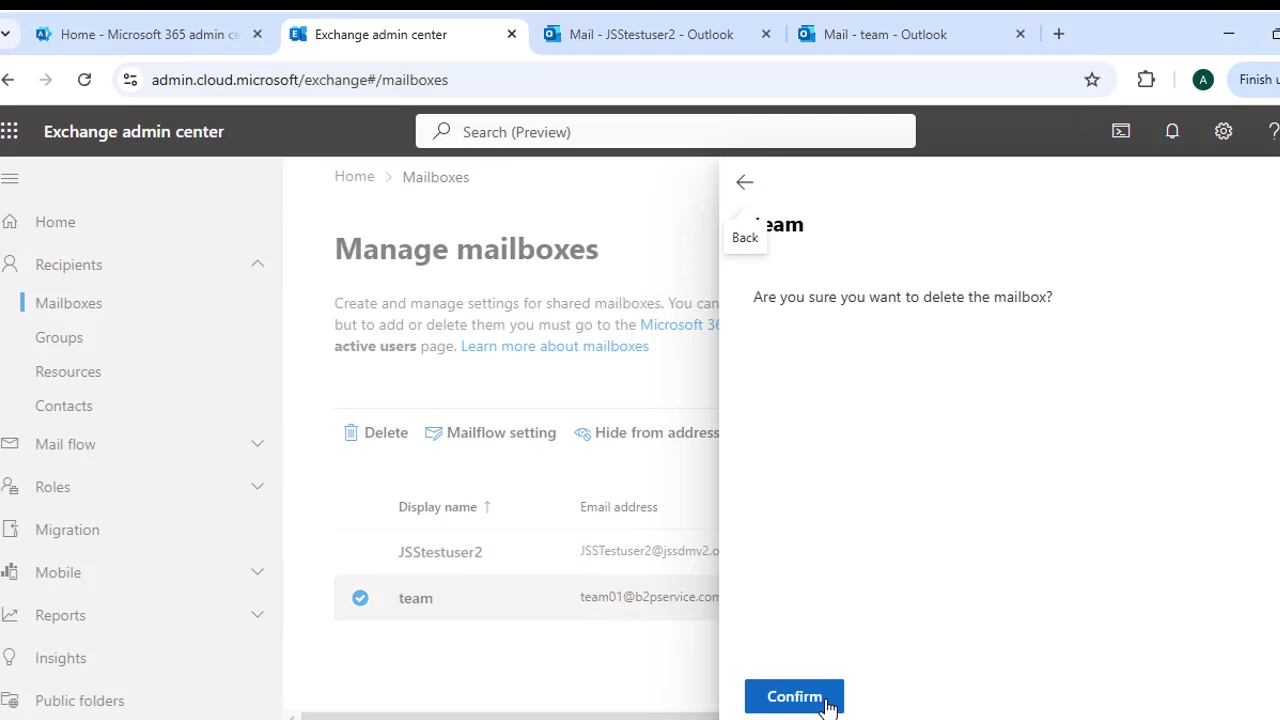 Home - Microsoft 365 admin ce
Exchange admin center
Mail - JSStestuser2 - Outlook
Mail - team - Outlook
admin.cloud.microsoft/exchange#/mailboxes
A
Finish u
Exchange admin center
Search (Preview)
Home
Recipients
Mailboxes
Groups
Resources
Contacts
Mail flow
Roles
Migration
Mobile
Reports
Insights
Public folders
Home > Mailboxes
Manage mailboxes
Create and manage settings for shared mailboxes. You can
but to add or delete them you must go to the Microsoft 36
active users page. Learn more about mailboxes
Delete
Mailflow setting
Hide from address
Display name ↑
Email address
JSStestuser2
JSSTestuser2@jssdmv2.o
team
team01@b2pservice.com
team
Back
Are you sure you want to delete the mailbox?
Confirm